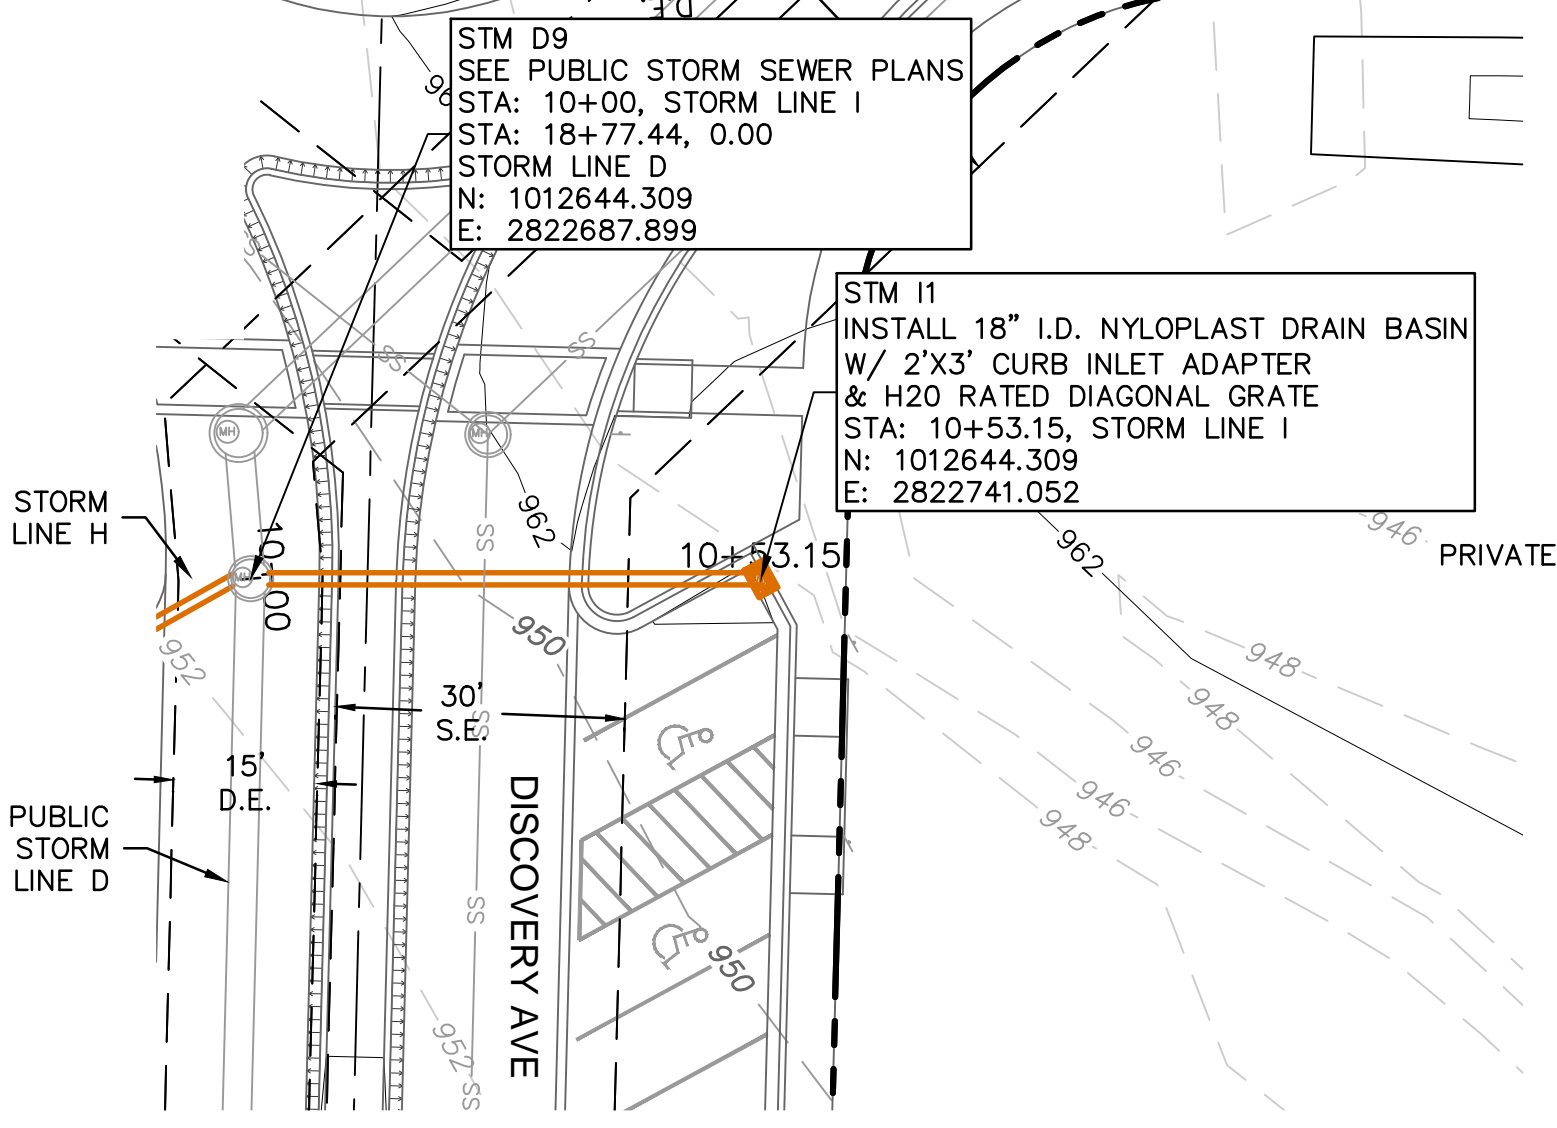 D.E.
STM D9
SEE PUBLIC STORM SEWER PLANS
STA: 10+00, STORM LINE I
STA: 18+77.44, 0.00
STORM LINE D
N: 1012644.309
E: 2822687.899
STM I1
INSTALL 18" I.D. NYLOPLAST DRAIN BASIN
W/ 2'X3' CURB INLET ADAPTER
& H20 RATED DIAGONAL GRATE
STA: 10+53.15, STORM LINE I
N: 1012644.309
E: 2822741.052
SS
SS
SS
MH
MH
STORM
LINE H
10+00
MH
SS
962
10+53.15
962
946
PRIVATE
952
950
948
948
30'
S.E.
SS
15'
D.E.
946
946
948
PUBLIC
STORM
LINE D
DISCOVERY AVE
SS
950
952
SS